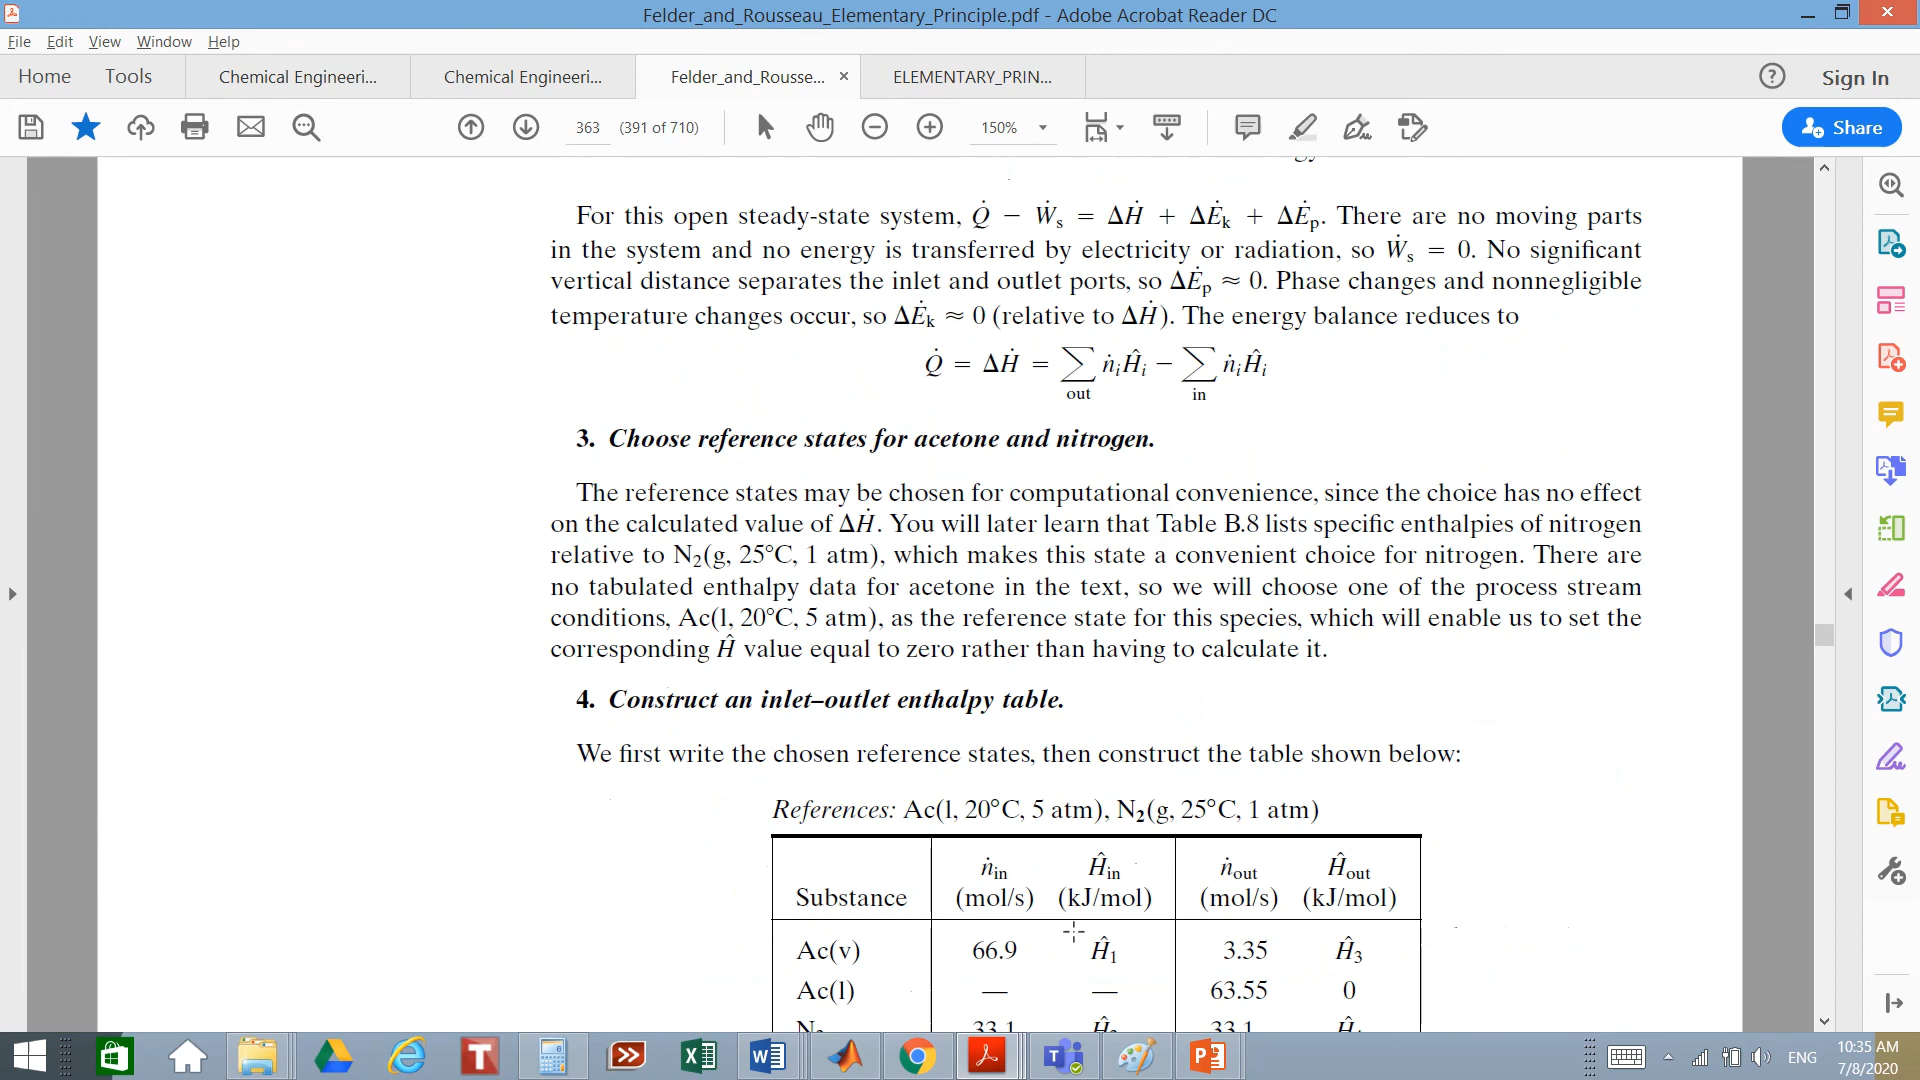 Felder_and_Rousseau_Elementary_Principle.pdf - Adobe Acrobat Reader DC
File Edit View Window Help
Home Tools Chemical Engineeri... Chemical Engineeri... Felder_and_Rousse... × ELEMENTARY_PRIN... Sign In
363 (391 of 710) 150% Share
For this open steady-state system, Q̇ − Ẇs = ΔḢ + ΔĖk + ΔĖp. There are no moving parts
in the system and no energy is transferred by electricity or radiation, so Ẇs = 0. No significant
vertical distance separates the inlet and outlet ports, so ΔĖp ≈ 0. Phase changes and nonnegligible
temperature changes occur, so ΔĖk ≈ 0 (relative to ΔḢ). The energy balance reduces to
Q̇ = ΔḢ = ∑ ṅiĤi − ∑ ṅiĤi
out in
3. Choose reference states for acetone and nitrogen.
The reference states may be chosen for computational convenience, since the choice has no effect
on the calculated value of ΔḢ. You will later learn that Table B.8 lists specific enthalpies of nitrogen
relative to N₂(g, 25°C, 1 atm), which makes this state a convenient choice for nitrogen. There are
no tabulated enthalpy data for acetone in the text, so we will choose one of the process stream
conditions, Ac(l, 20°C, 5 atm), as the reference state for this species, which will enable us to set the
corresponding Ĥ value equal to zero rather than having to calculate it.
4. Construct an inlet–outlet enthalpy table.
We first write the chosen reference states, then construct the table shown below:
References: Ac(l, 20°C, 5 atm), N₂(g, 25°C, 1 atm)
ṅin Ĥin ṅout Ĥout
Substance (mol/s) (kJ/mol) (mol/s) (kJ/mol)
Ac(v) 66.9 Ĥ₁ 3.35 Ĥ₃
Ac(l) — — 63.55 0
N₂ 33.1 Ĥ₂ 33.1
ENG
10:35 AM
7/8/2020